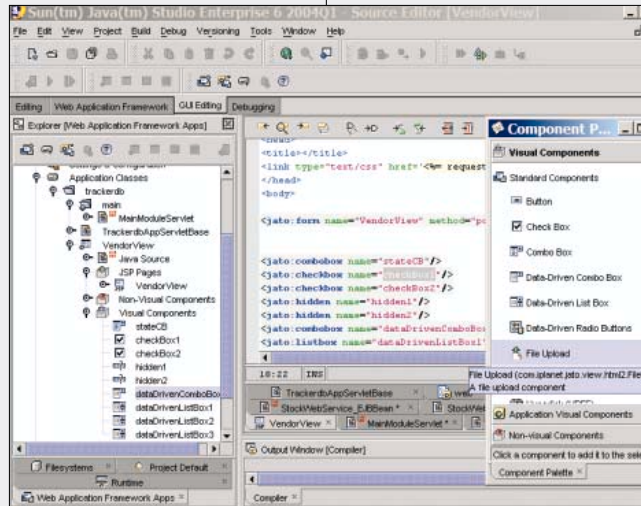 Sun(tm) Java(tm) Studio Enterprise 6 2004Q1 - Source Editor [VendorView]
File Edit View Project Build Debug Versioning Tools Window Help
Editing Web Application Framework GUI Editing Debugging
Explorer [Web Application Framework Apps]
Application Classes
trackerdb
main
MainModuleServlet
TrackerdbAppServletBase
VendorView
Java Source
JSP Pages
VendorView
Non-Visual Components
Visual Components
stateCB
checkBox1
checkBox2
hidden1
hidden2
dataDrivenComboBo
dataDrivenListBox1
dataDrivenListBox2
dataDrivenListBox3
Filesystems
Project Default
Runtime
Web Application Framework Apps
<title></title>
<link type="text/css" href="<%= request
</head>
<body>
<jato:form name="VendorView" method="po
<jato:combobox name="stateCB"/>
<jato:checkbox name="checkBox1"/>
<jato:checkbox name="checkBox2"/>
<jato:hidden name="hidden1"/>
<jato:hidden name="hidden2"/>
<jato:combobox name="dataDrivenComboBox
<jato:listbox name="dataDrivenListBox1"
18:22 INS
TrackerdbAppServletBase
web
StockWebService_EJBBean *
StockWe
VendorView
MainModuleServlet *
Output Window [Compiler]
Compiler
Component P...
Visual Components
Standard Components
Button
Check Box
Combo Box
Data-Driven Combo Box
Data-Driven List Box
Data-Driven Radio Buttons
File Upload
File Upload (com.iplanet.jato.view.html2.File
A file upload component
Application Visual Components
Non-visual Components
Click a component to add it to the sele
Component Palette